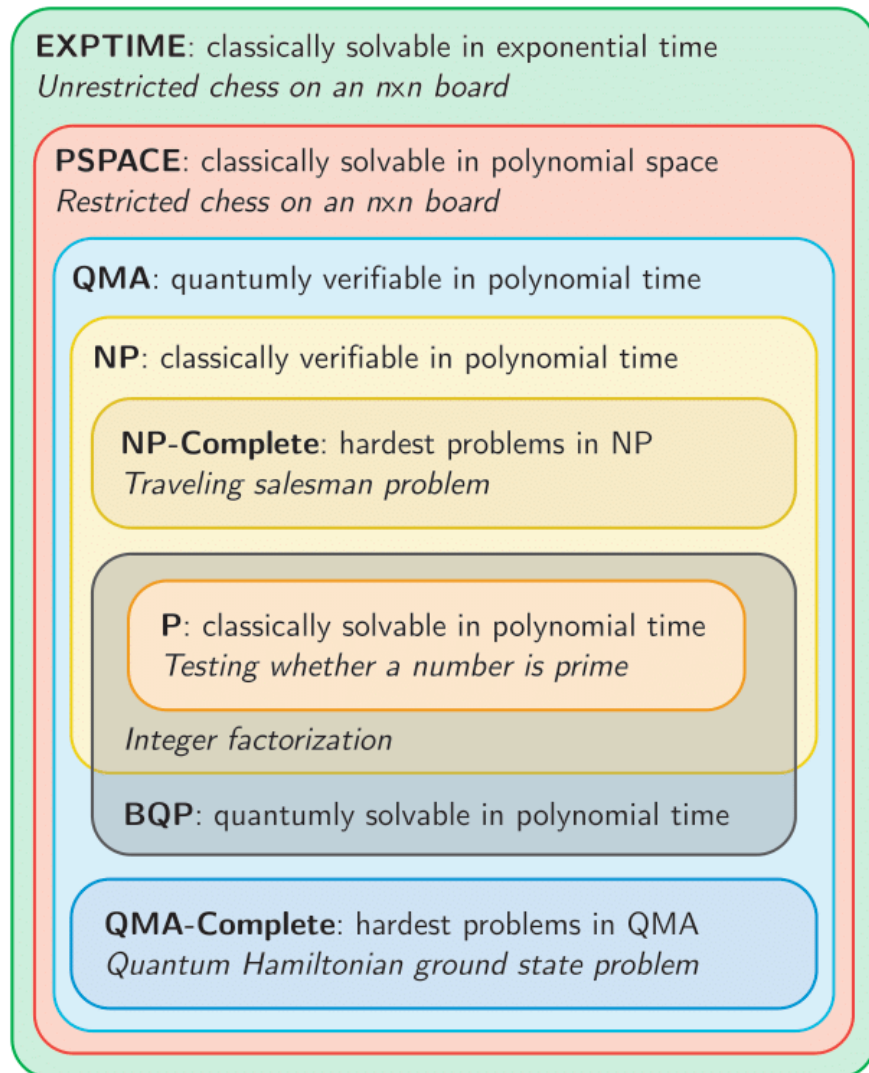 EXPTIME: classically solvable in exponential time
Unrestricted chess on an n×n board
PSPACE: classically solvable in polynomial space
Restricted chess on an n×n board
QMA: quantumly verifiable in polynomial time
NP: classically verifiable in polynomial time
NP-Complete: hardest problems in NP
Traveling salesman problem
P: classically solvable in polynomial time
Testing whether a number is prime
Integer factorization
BQP: quantumly solvable in polynomial time
QMA-Complete: hardest problems in QMA
Quantum Hamiltonian ground state problem